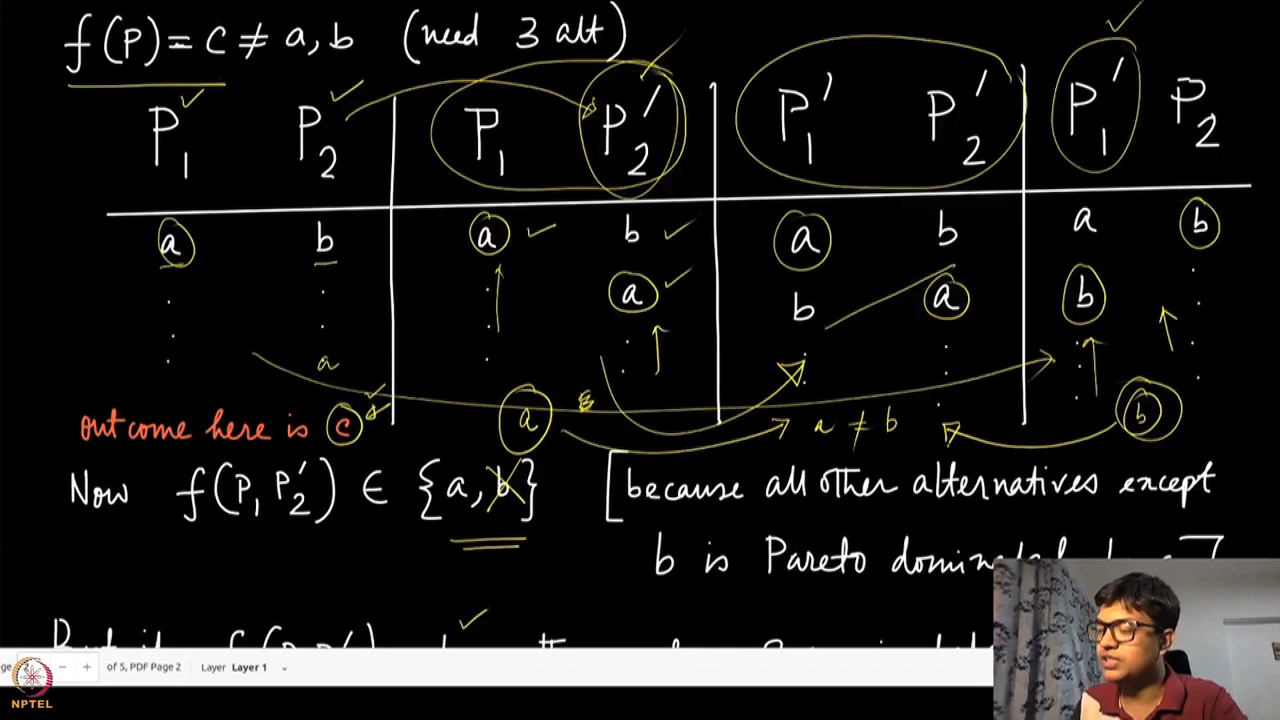 f(P) = c ≠ a, b (need 3 alt)
P₁ P₂ P₁ P₂′ P₁′ P₂′ P₁′ P₂
a b a b a b a b
a b a b
a
outcome here is c a a ≠ b b
Now f(P₁ P₂′) ∈ {a, b} [because all other alternatives except
b is Pareto
of 5, PDF Page 2 Layer Layer 1
NPTEL